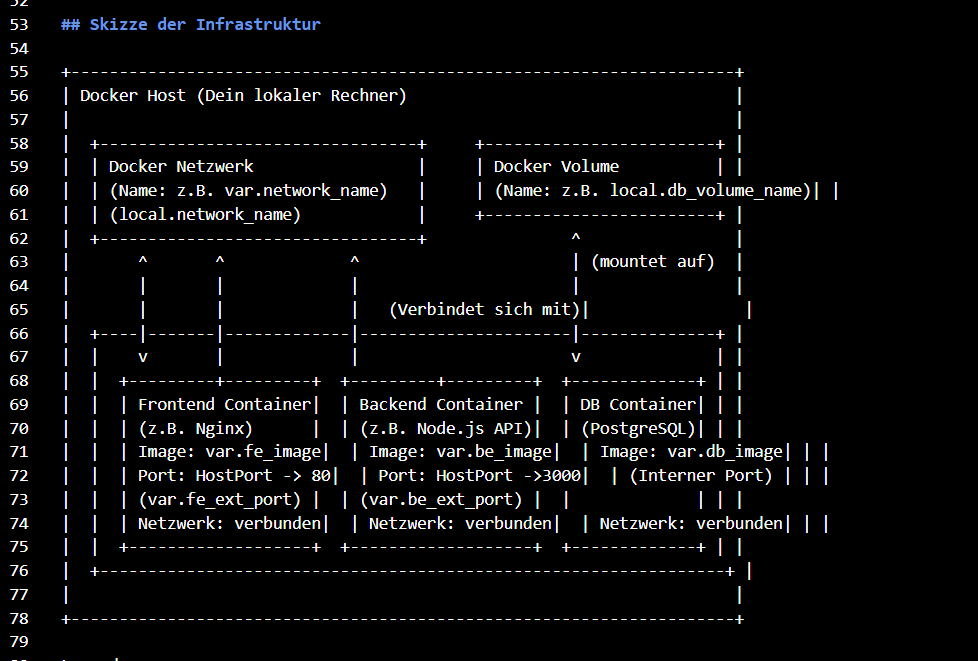 52
53 ## Skizze der Infrastruktur
54
55 +---------------------------------------------------------------------+
56 | Docker Host (Dein lokaler Rechner) |
57 | |
58 | +---------------------------------+ +------------------------+ |
59 | | Docker Netzwerk | | Docker Volume | |
60 | | (Name: z.B. var.network_name) | | (Name: z.B. local.db_volume_name)| |
61 | | (local.network_name) | +------------------------+ |
62 | +---------------------------------+ ^ |
63 | ^ ^ ^ | (mountet auf) |
64 | | | | | |
65 | | | | (Verbindet sich mit)| |
66 | +----|-------|-------------|----------------------|--------------+ |
67 | | v | | v | |
68 | | +---------+---------+ +---------+---------+ +-------------+ | |
69 | | | Frontend Container| | Backend Container | | DB Container| | |
70 | | | (z.B. Nginx) | | (z.B. Node.js API)| | (PostgreSQL)| | |
71 | | | Image: var.fe_image| | Image: var.be_image| | Image: var.db_image| | |
72 | | | Port: HostPort -> 80| | Port: HostPort ->3000| | (Interner Port) | | |
73 | | | (var.fe_ext_port) | | (var.be_ext_port) | | | | |
74 | | | Netzwerk: verbunden| | Netzwerk: verbunden| | Netzwerk: verbunden| | |
75 | | +-------------------+ +-------------------+ +-------------+ | |
76 | +------------------------------------------------------------------+ |
77 | |
78 +---------------------------------------------------------------------+
79